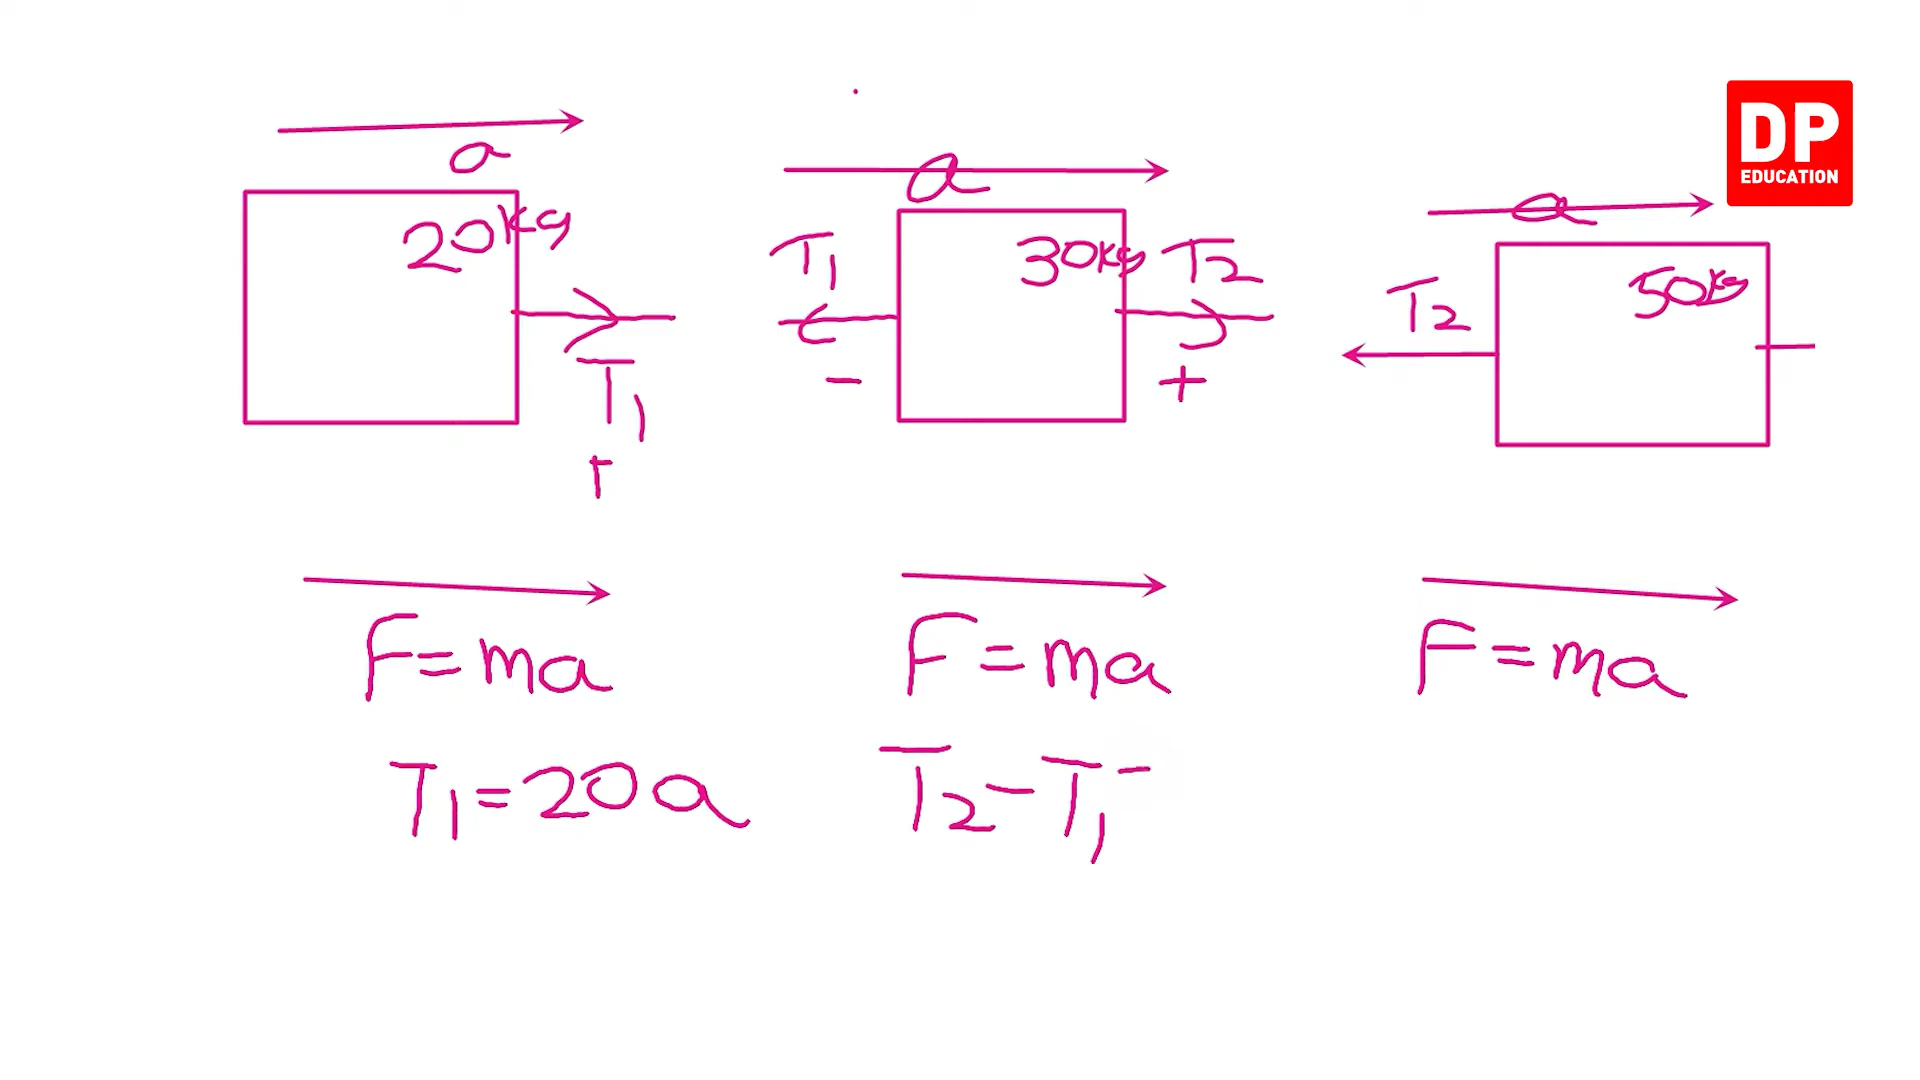 DP
EDUCATION
a
a
a
20kg
T1
30kg
T2
T2
50kg
T1
-
+
F=ma
F=ma
F=ma
T1=20a
T2-T1-